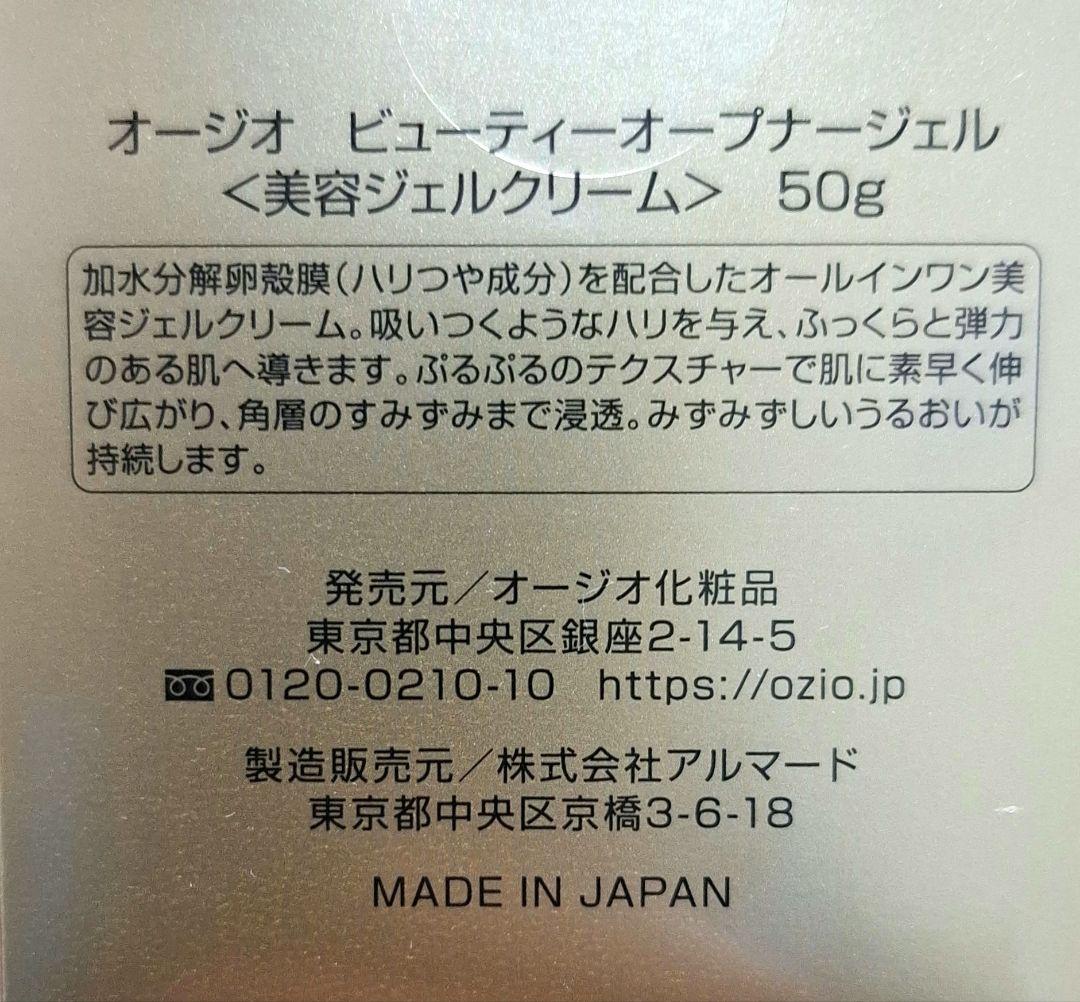 オージオ　ビューティーオープナージェル
＜美容ジェルクリーム＞　50g
加水分解卵殻膜(ハリつや成分)を配合したオールインワン美
容ジェルクリーム。吸いつくようなハリを与え、ふっくらと弾力
のある肌へ導きます。ぷるぷるのテクスチャーで肌に素早く伸
び広がり、角層のすみずみまで浸透。みずみずしいうるおいが
持続します。
発売元／オージオ化粧品
東京都中央区銀座2-14-5
0120-0210-10　https://ozio.jp
製造販売元／株式会社アルマード
東京都中央区京橋3-6-18
MADE IN JAPAN